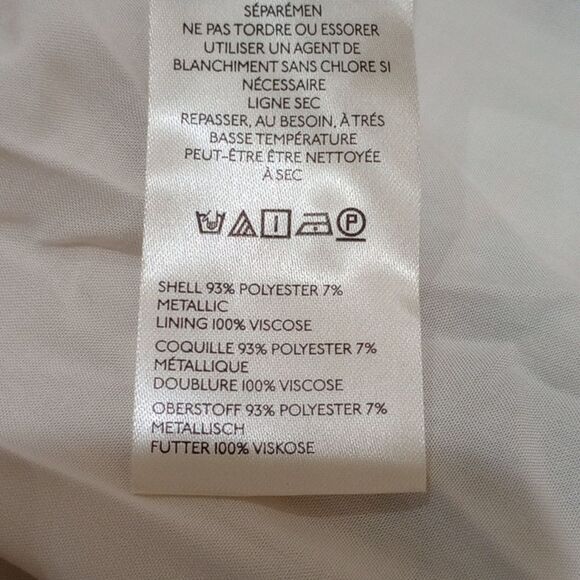 SÉPARÉMEN
NE PAS TORDRE OU ESSORER
UTILISER UN AGENT DE
BLANCHIMENT SANS CHLORE SI
NÉCESSAIRE
LIGNE SEC
REPASSER, AU BESOIN, À TRÉS
BASSE TEMPÉRATURE
PEUT-ÊTRE ÊTRE NETTOYÉE
À SEC
P
SHELL 93% POLYESTER 7%
METALLIC
LINING 100% VISCOSE
COQUILLE 93% POLYESTER 7%
MÉTALLIQUE
DOUBLURE 100% VISCOSE
OBERSTOFF 93% POLYESTER 7%
METALLISCH
FUTTER 100% VISKOSE